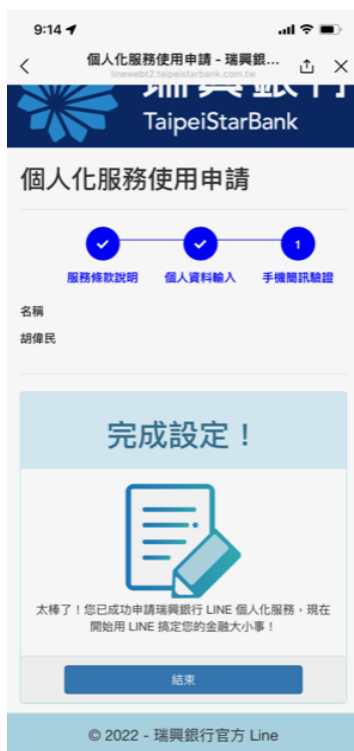 9:14
個人化服務使用申請 - 瑞興銀...
linewebt2.taipeistarbank.com.tw
瑞興銀行
TaipeiStarBank
個人化服務使用申請
1
服務條款說明 個人資料輸入 手機簡訊驗證
名稱
胡偉民
完成設定！
太棒了！您已成功申請瑞興銀行 LINE 個人化服務，現在
開始用 LINE 搞定您的金融大小事！
結束
© 2022 - 瑞興銀行官方 Line